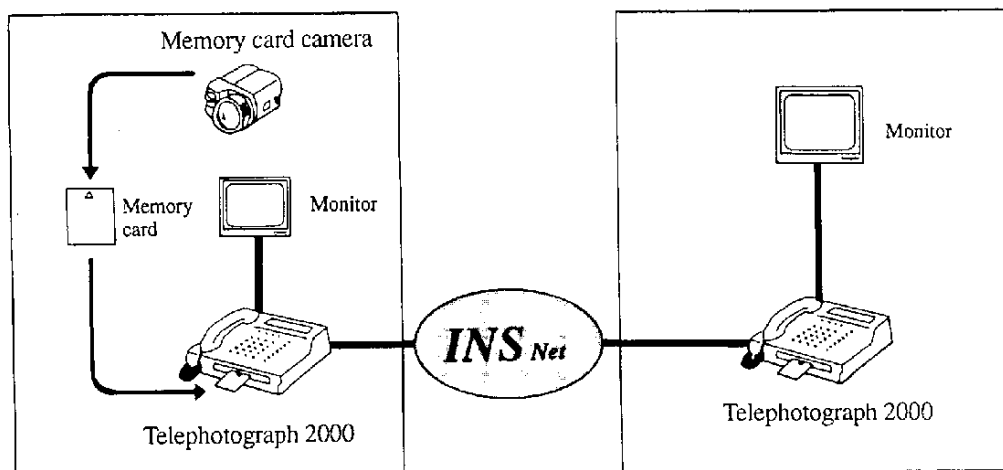 Memory card camera
Memory
card
Monitor
Telephotograph 2000
INS Net
Monitor
Telephotograph 2000